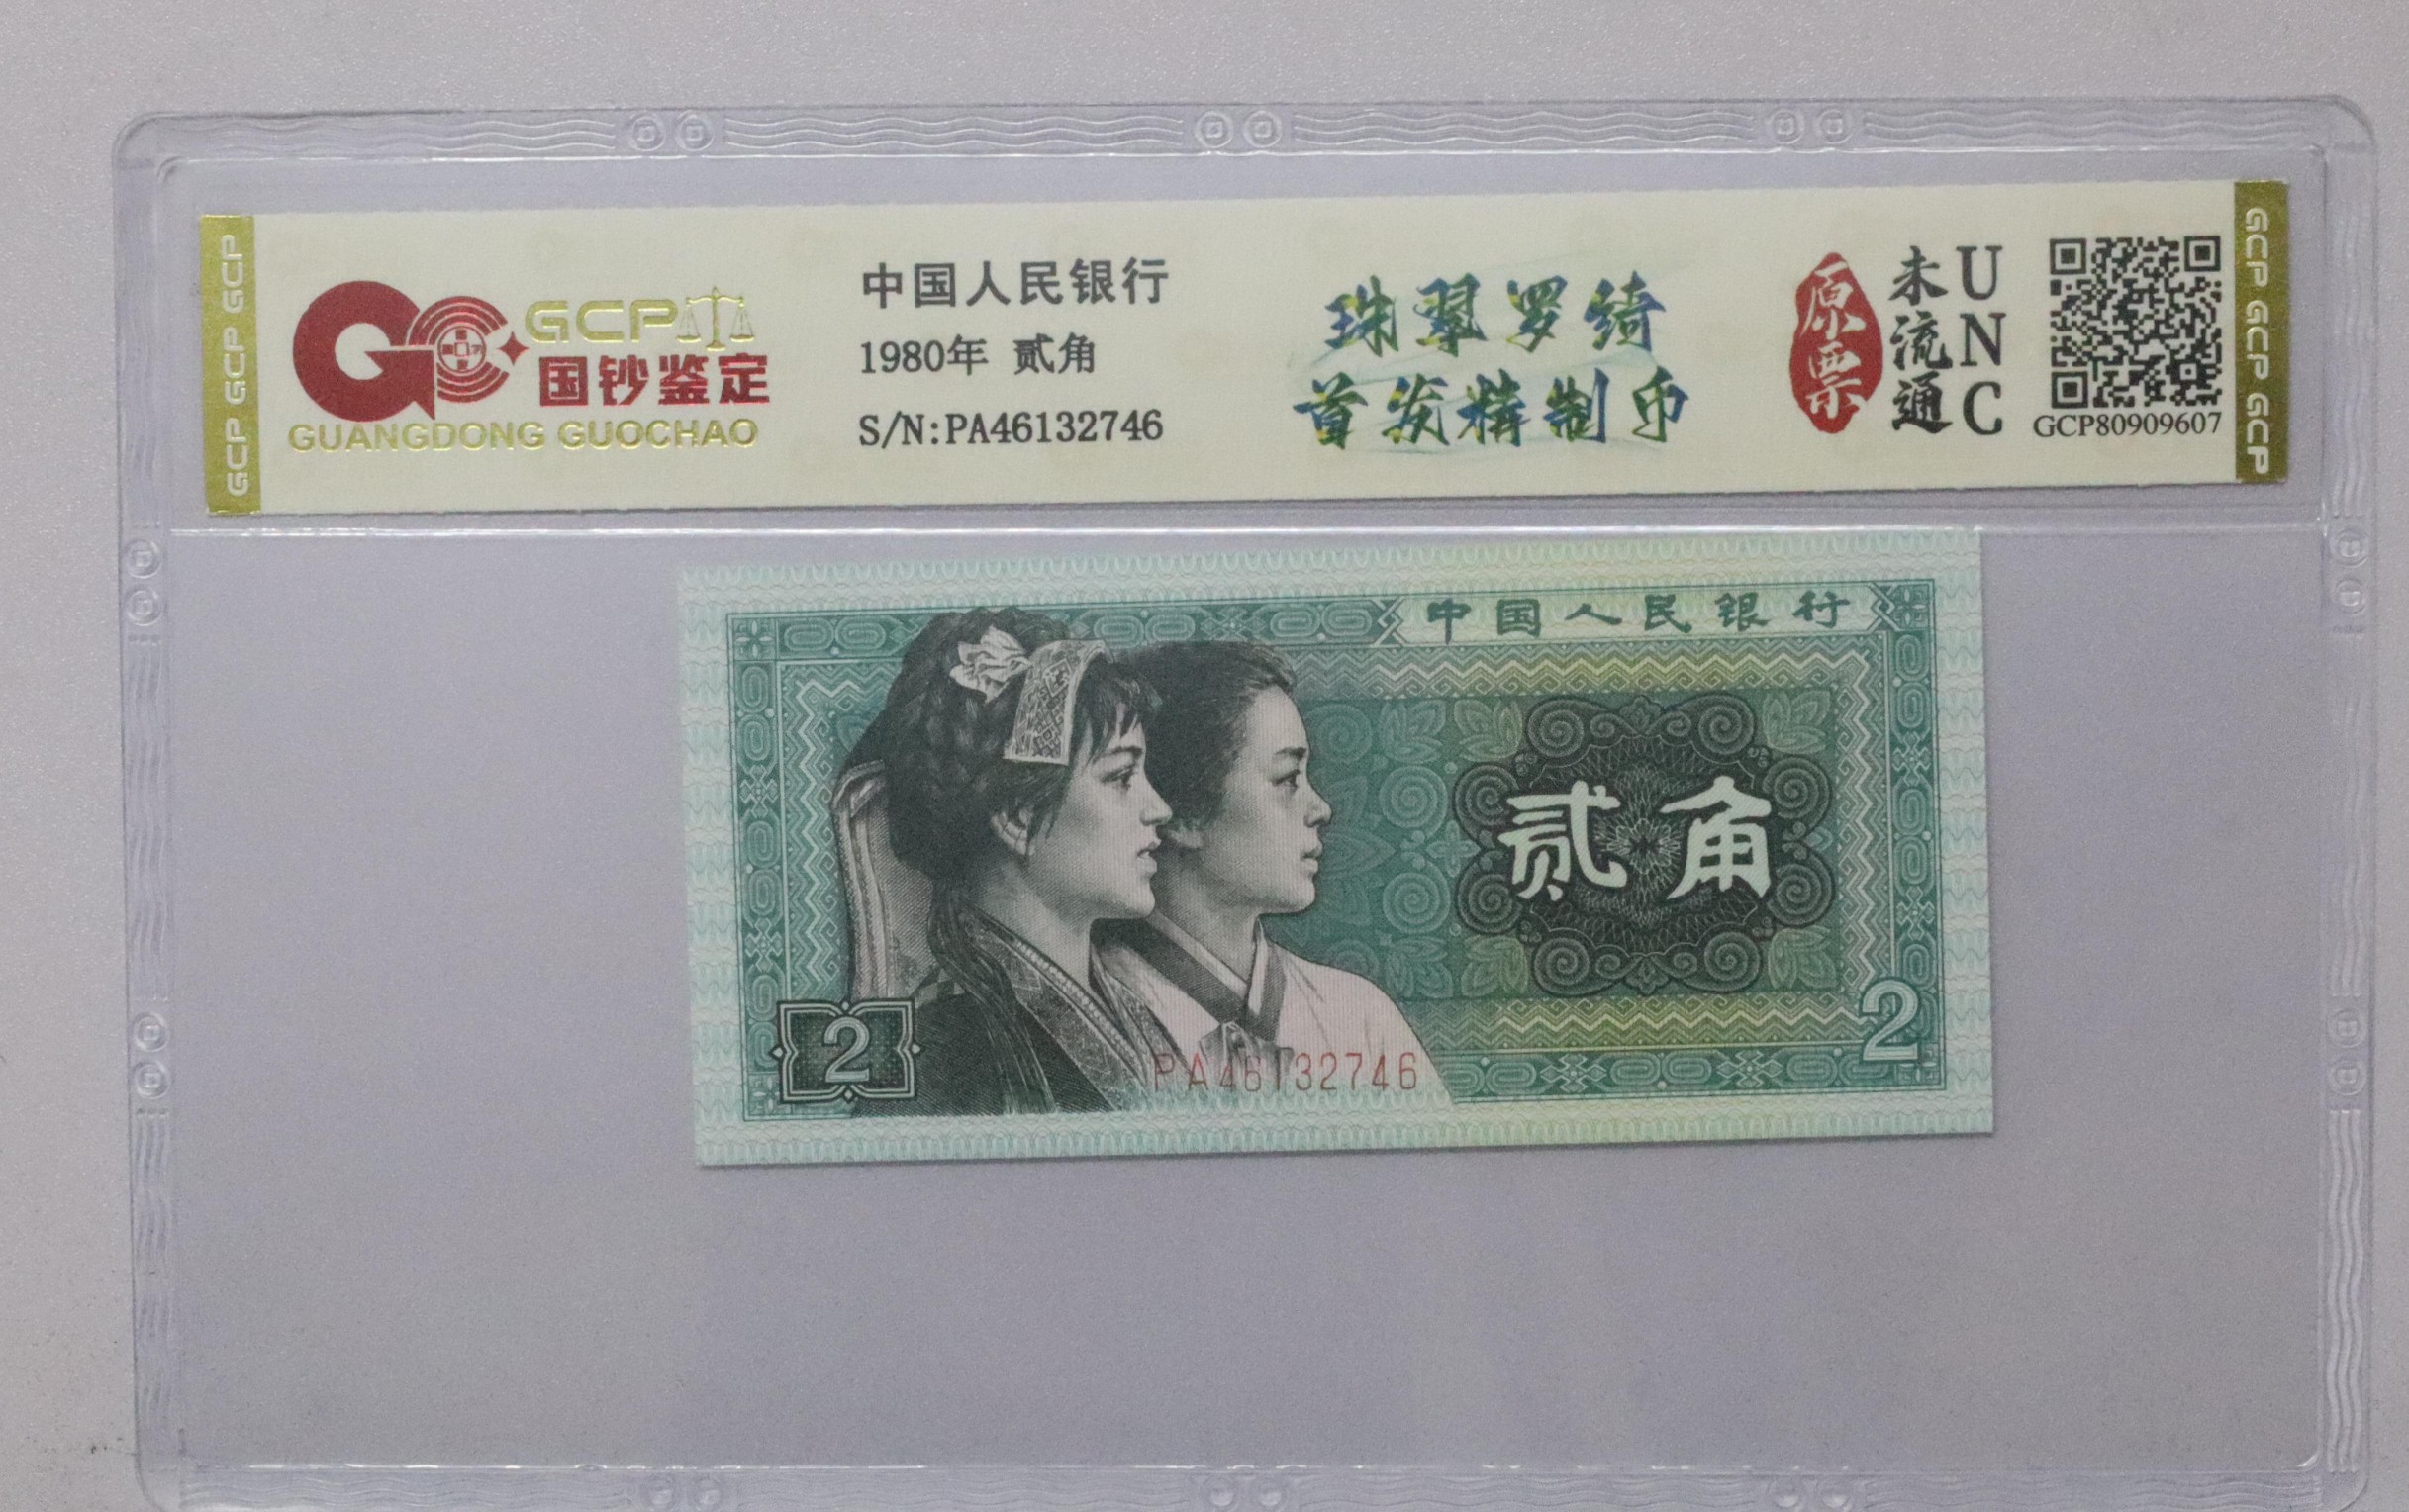 GCP GCP GCP
GCP
国钞鉴定
GUANGDONG GUOCHAO
中国人民银行
1980年 贰角
S/N:PA46132746
珠翠罗绮
首发精制币
原票
未流通
UNC
GCP80909607
GCP GCP GCP
中国人民银行
贰角
2
2
PA46132746